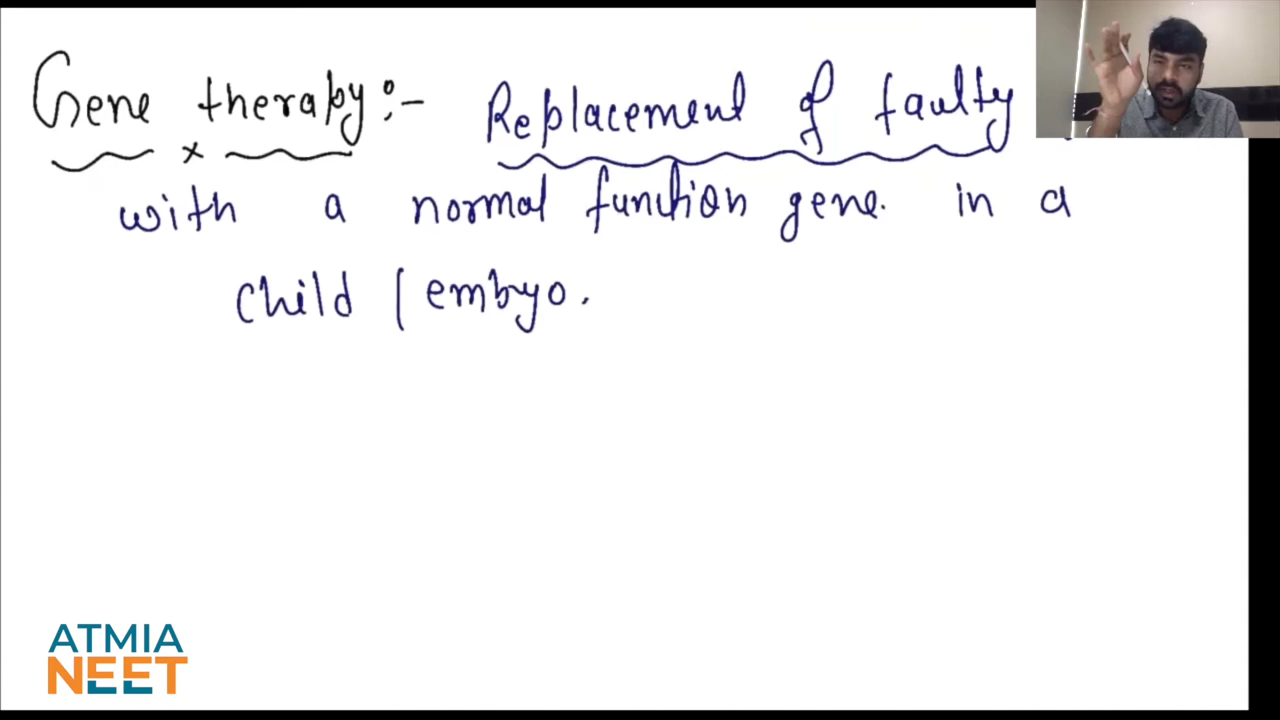 Gene therapy:- Replacement of faulty
with a normal function gene. in a
child / embyo.
ATMIA
NEET